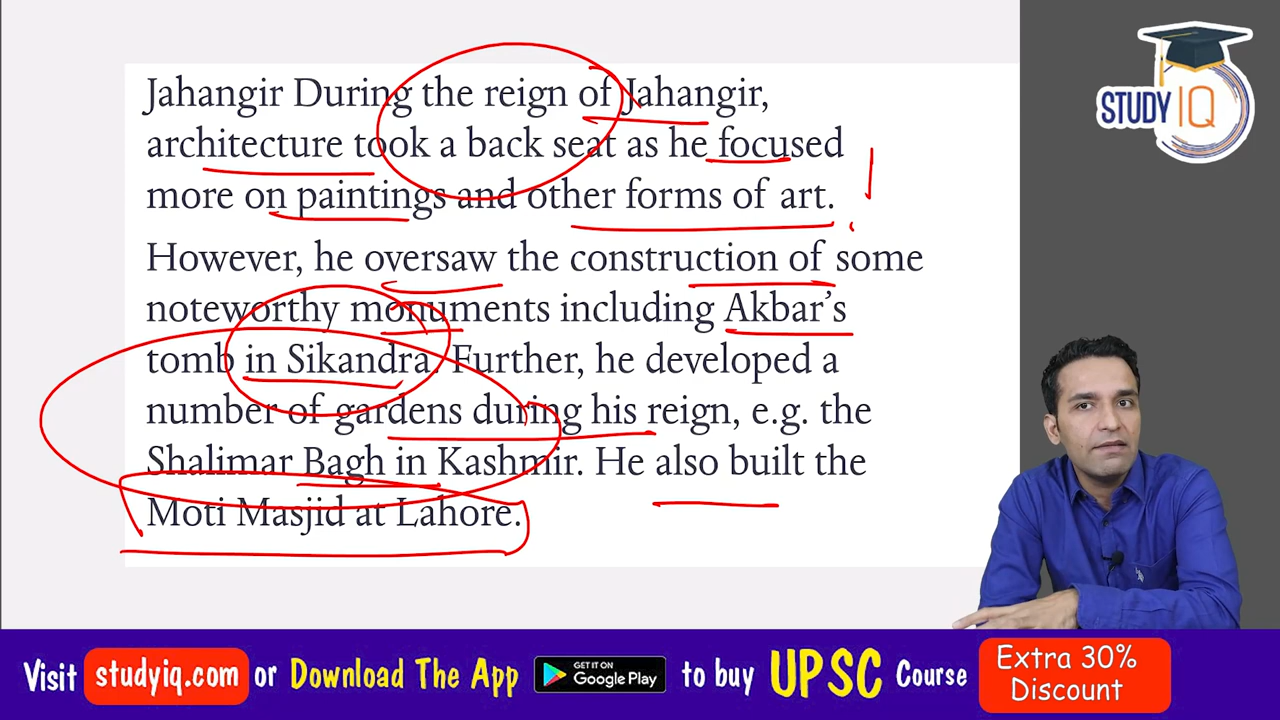 Jahangir During the reign of Jahangir,
architecture took a back seat as he focused
more on paintings and other forms of art.
However, he oversaw the construction of some
noteworthy monuments including Akbar’s
tomb in Sikandra. Further, he developed a
number of gardens during his reign, e.g. the
Shalimar Bagh in Kashmir. He also built the
Moti Masjid at Lahore.
STUDY IQ
Visit studyiq.com or Download The App GET IT ON Google Play to buy UPSC Course
Extra 30%
Discount